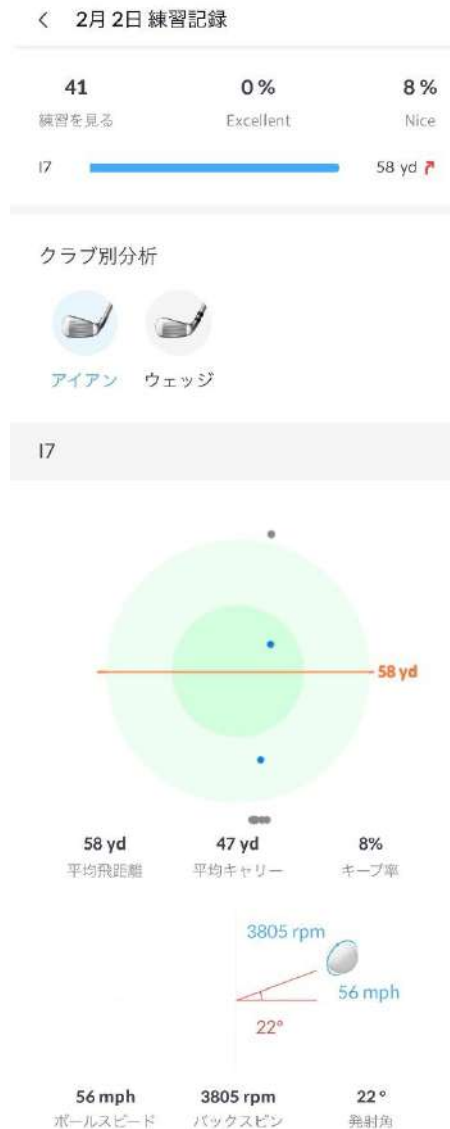 < 2月2日 練習記録
41 0% 8%
練習を見る Excellent Nice
I7 58 yd
クラブ別分析
アイアン ウェッジ
I7
58 yd
58 yd 47 yd 8%
平均飛距離 平均キャリー キープ率
3805 rpm
56 mph
22°
56 mph 3805 rpm 22°
ボールスピード バックスピン 発射角